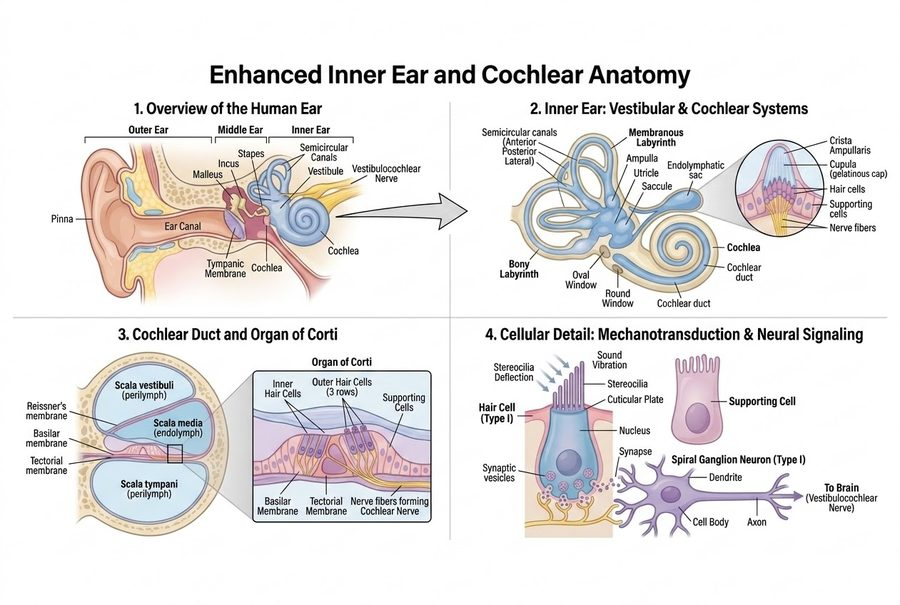 Enhanced Inner Ear and Cochlear Anatomy
1. Overview of the Human Ear
Outer Ear
Middle Ear
Inner Ear
Stapes
Incus
Malleus
Semicircular
Canals
Vestibule
Vestibulocochlear
Nerve
Pinna
Ear Canal
Tympanic
Membrane
Cochlea
Cochlea
2. Inner Ear: Vestibular & Cochlear Systems
Semicircular canals
(Anterior
Posterior
Lateral)
Membranous
Labyrinth
Ampulla
Utricle
Saccule
Endolymphatic
sac
Crista
Ampullaris
Cupula
(gelatinous cap)
Hair cells
Supporting
cells
Nerve fibers
Bony
Labyrinth
Oval
Window
Round
Window
Cochlea
Cochlear
duct
Cochlear duct
3. Cochlear Duct and Organ of Corti
Scala vestibuli
(perilymph)
Reissner's
membrane
Scala media
(endolymph)
Basilar
membrane
Tectorial
membrane
Scala tympani
(perilymph)
Organ of Corti
Inner
Hair Cells
Outer Hair Cells
(3 rows)
Supporting
Cells
Basilar
Membrane
Tectorial
Membrane
Nerve fibers forming
Cochlear Nerve
4. Cellular Detail: Mechanotransduction & Neural Signaling
Stereocilia
Deflection
Sound
Vibration
Stereocilia
Cuticular Plate
Hair Cell
(Type I)
Nucleus
Synapse
Synaptic
vesicles
Supporting Cell
Spiral Ganglion Neuron (Type I)
Dendrite
Cell Body
Axon
To Brain
(Vestibulocochlear
Nerve)